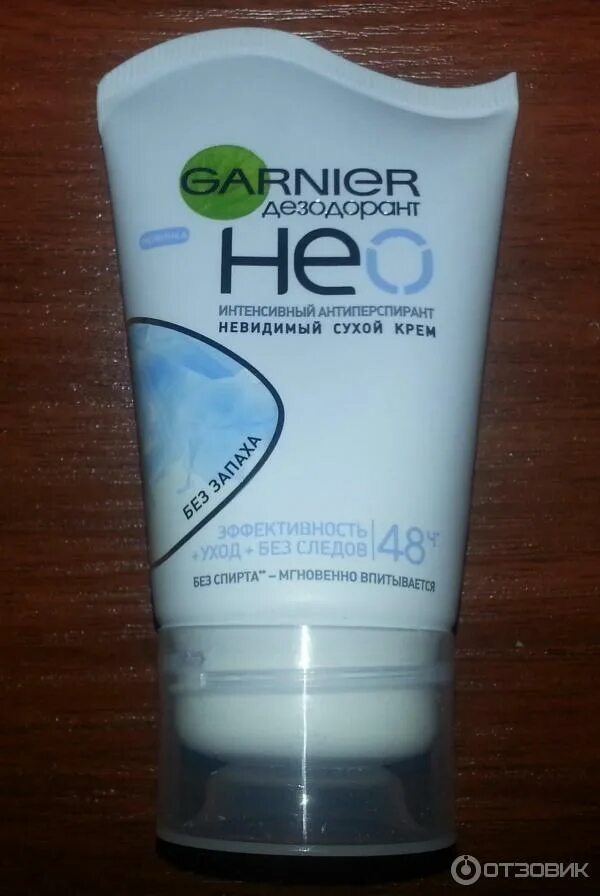 GARNIER
дезодорант
НОВИНКА
Нео
ИНТЕНСИВНЫЙ АНТИПЕРСПИРАНТ
НЕВИДИМЫЙ СУХОЙ КРЕМ
БЕЗ ЗАПАХА
ЭФФЕКТИВНОСТЬ
+ УХОД + БЕЗ СЛЕДОВ 48Ч*
БЕЗ СПИРТА** – МГНОВЕННО ВПИТЫВАЕТСЯ
ОТЗОВИК